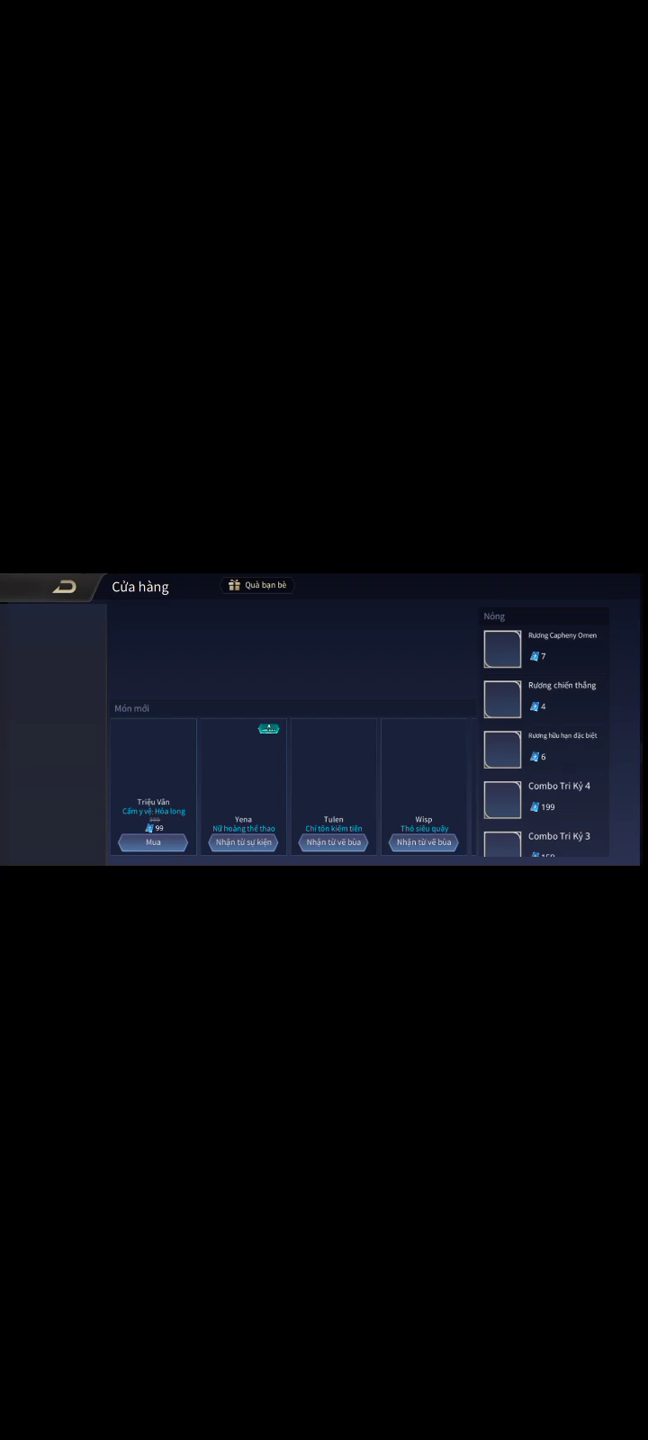 Cửa hàng
Quà bạn bè
Nóng
Rương Capheny Omen
7
Rương chiến thắng
4
Rương hữu hạn đặc biệt
6
Combo Tri Kỷ 4
199
Combo Tri Kỷ 3
Món mới
Triệu Vân
Cẩm y vệ: Hỏa long
99
Mua
Yena
Nữ hoàng thể thao
Nhận từ sự kiện
Tulen
Chí tôn kiếm tiên
Nhận từ vẽ bùa
Wisp
Thỏ siêu quậy
Nhận từ vẽ bùa